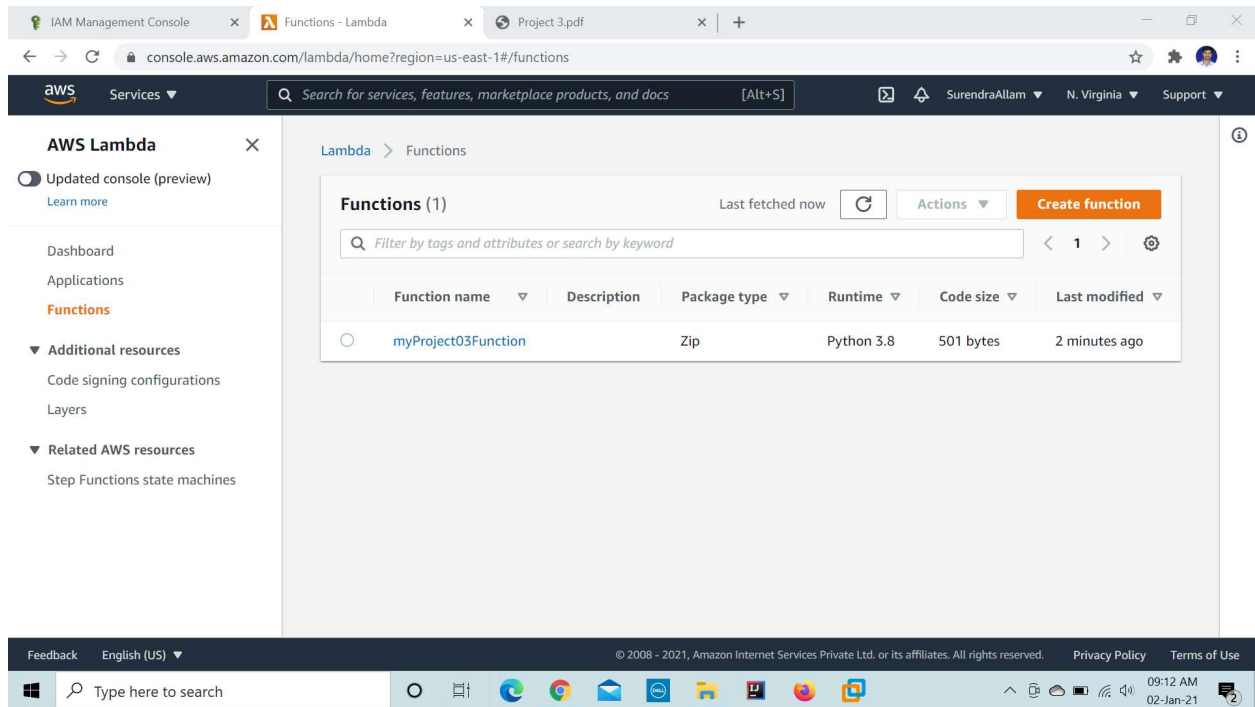 IAM Management Console
Functions - Lambda
Project 3.pdf
console.aws.amazon.com/lambda/home?region=us-east-1#/functions
aws Services Search for services, features, marketplace products, and docs [Alt+S] SurendraAllam N. Virginia Support
AWS Lambda
Updated console (preview)
Learn more
Dashboard
Applications
Functions
Additional resources
Code signing configurations
Layers
Related AWS resources
Step Functions state machines
Lambda > Functions
Functions (1) Last fetched now Actions Create function
Filter by tags and attributes or search by keyword < 1 >
Function name Description Package type Runtime Code size Last modified
myProject03Function Zip Python 3.8 501 bytes 2 minutes ago
Feedback English (US) © 2008 - 2021, Amazon Internet Services Private Ltd. or its affiliates. All rights reserved. Privacy Policy Terms of Use
Type here to search DELL 09:12 AM
02-Jan-21 2